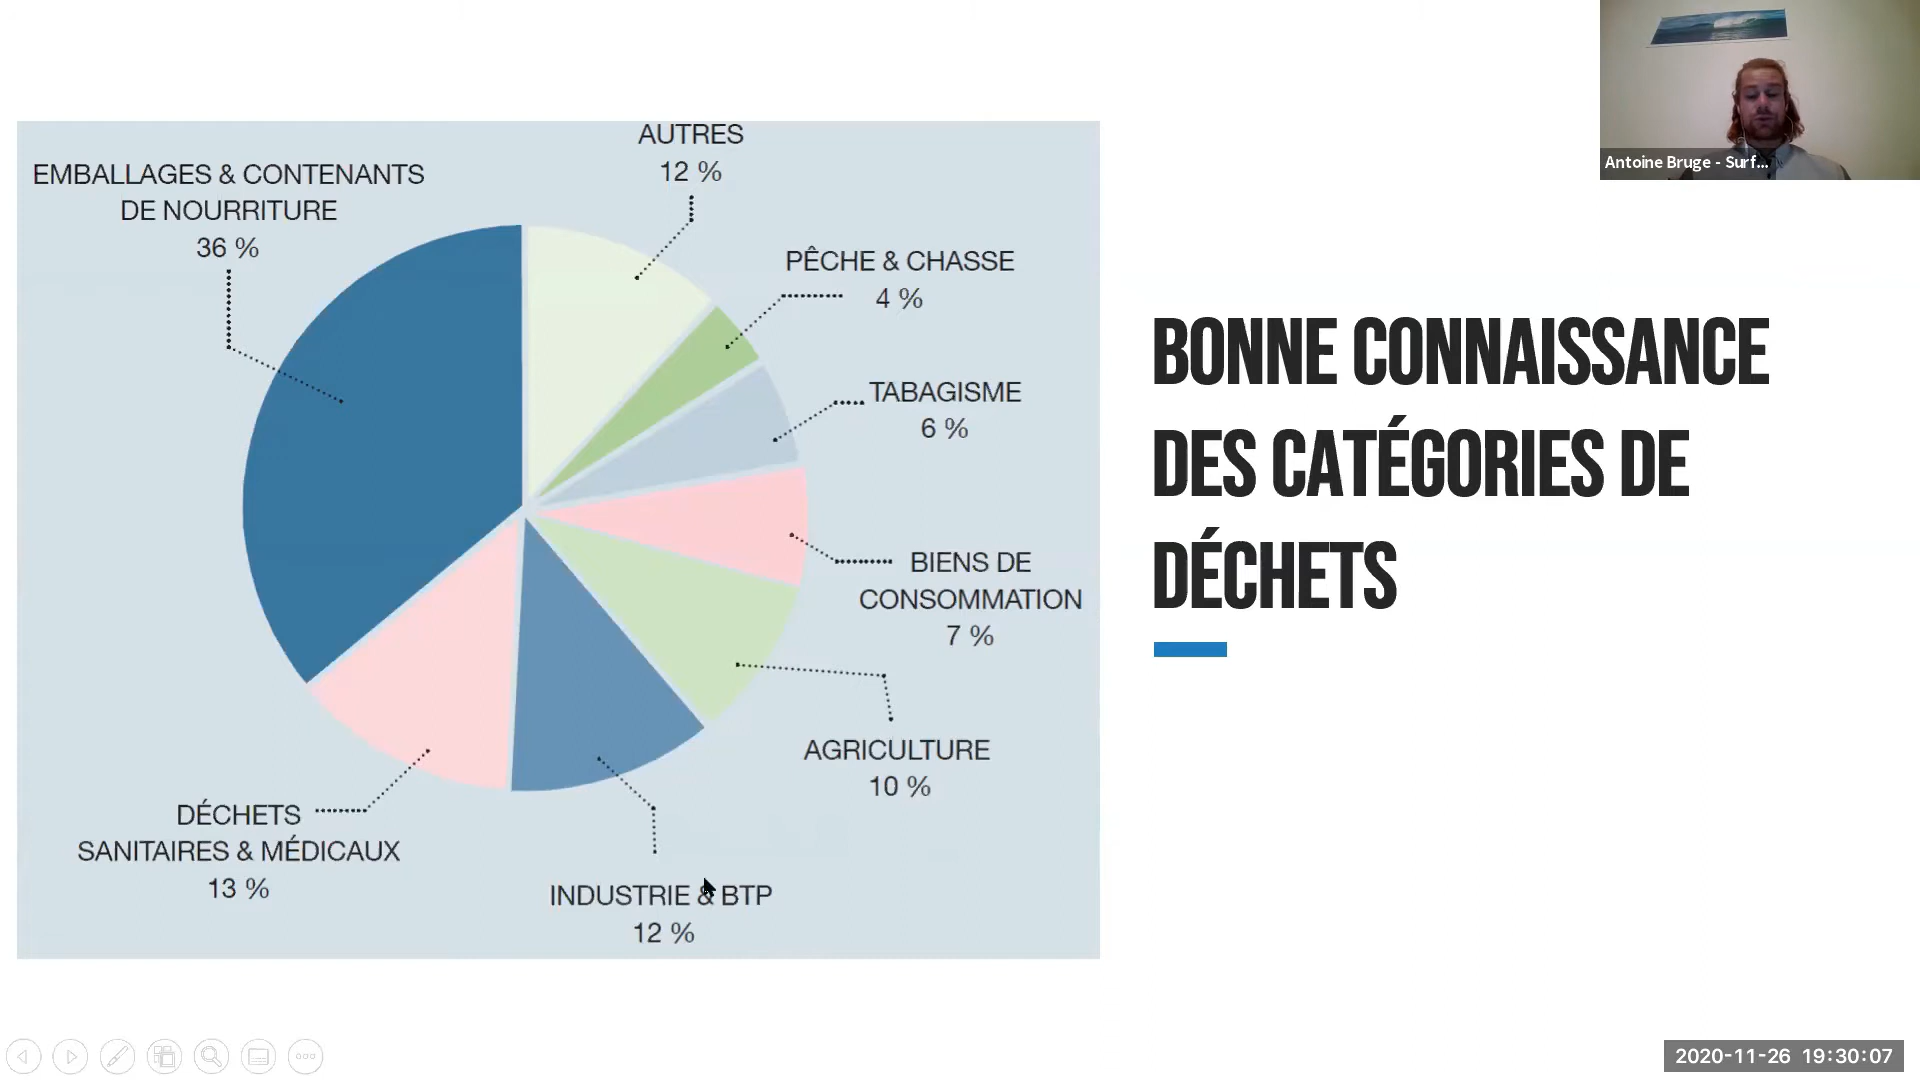 EMBALLAGES & CONTENANTS
DE NOURRITURE
36 %
AUTRES
12 %
PÊCHE & CHASSE
4 %
TABAGISME
6 %
BIENS DE
CONSOMMATION
7 %
AGRICULTURE
10 %
INDUSTRIE & BTP
12 %
DÉCHETS
SANITAIRES & MÉDICAUX
13 %
BONNE CONNAISSANCE
DES CATÉGORIES DE
DÉCHETS
Antoine Bruge - Surf...
2020-11-26 19:30:07